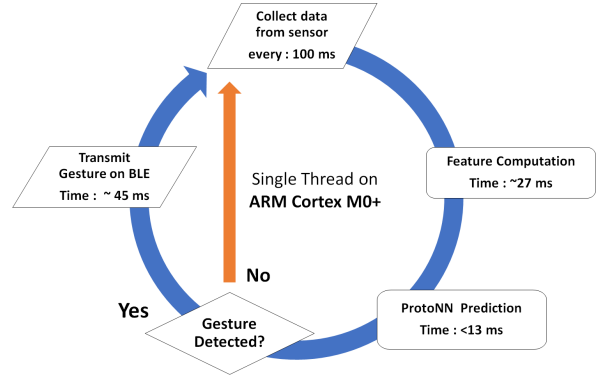 Collect data
from sensor
every : 100 ms
Feature Computation
Time : ~27 ms
ProtoNN Prediction
Time : <13 ms
Gesture
Detected?
Yes
No
Transmit
Gesture on BLE
Time : ~ 45 ms
Single Thread on
ARM Cortex M0+